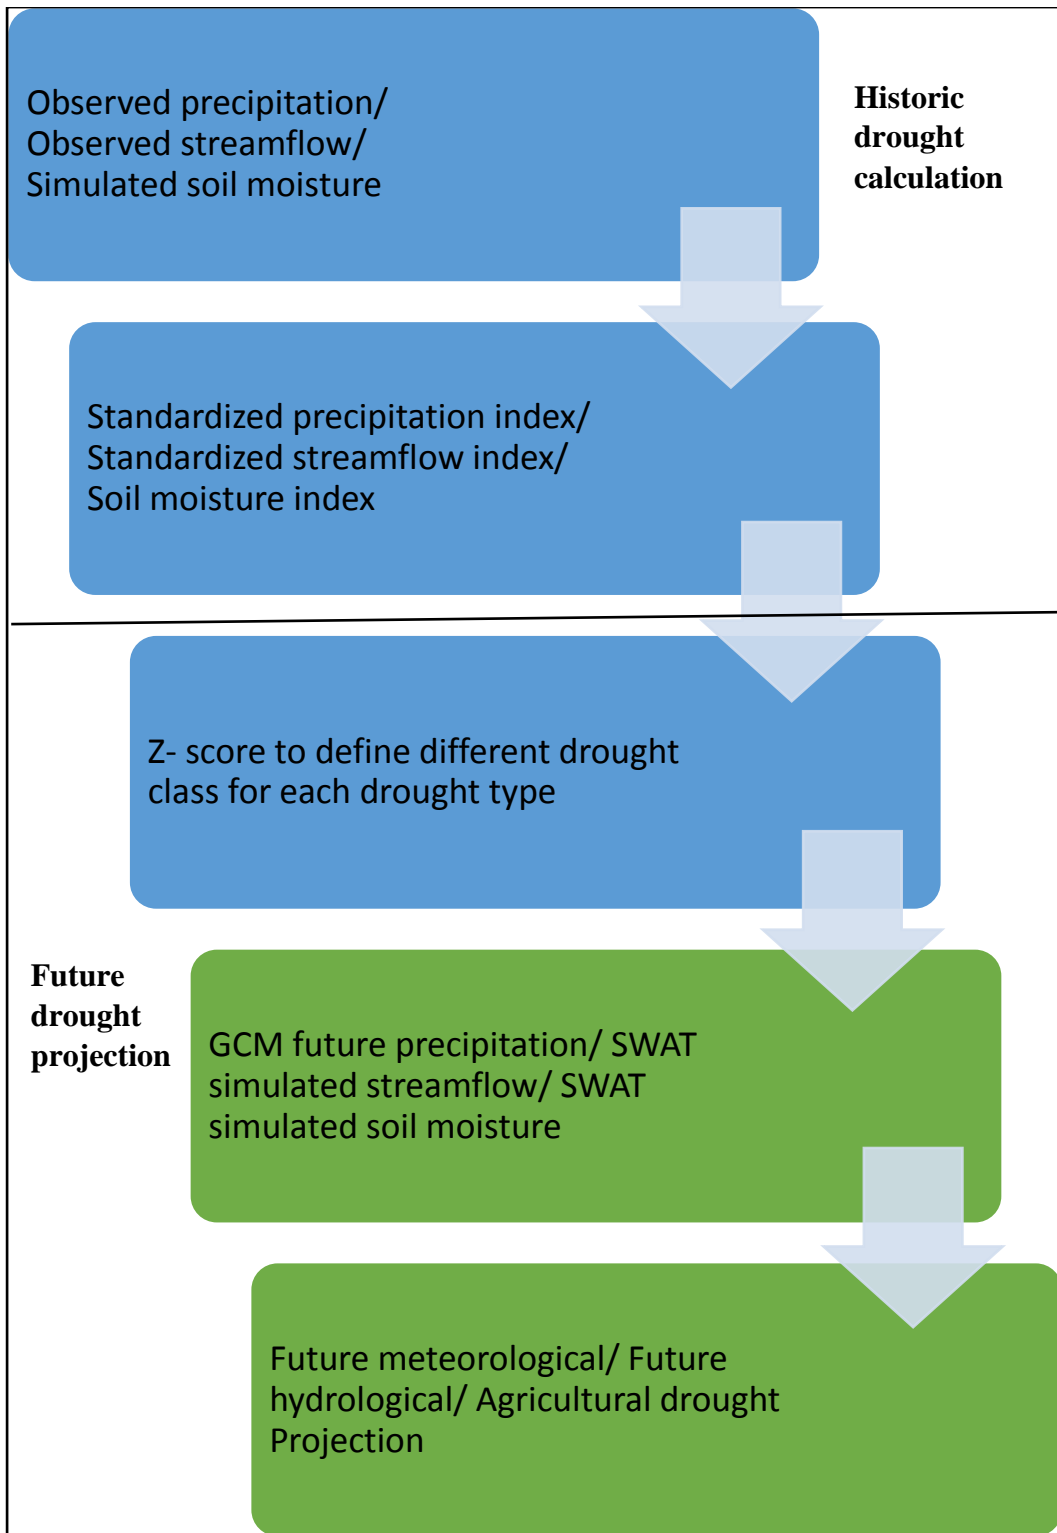 Observed precipitation/
Observed streamflow/
Simulated soil moisture
Historic
drought
calculation
Standardized precipitation index/
Standardized streamflow index/
Soil moisture index
Z- score to define different drought
class for each drought type
Future
drought
projection
GCM future precipitation/ SWAT
simulated streamflow/ SWAT
simulated soil moisture
Future meteorological/ Future
hydrological/ Agricultural drought
Projection